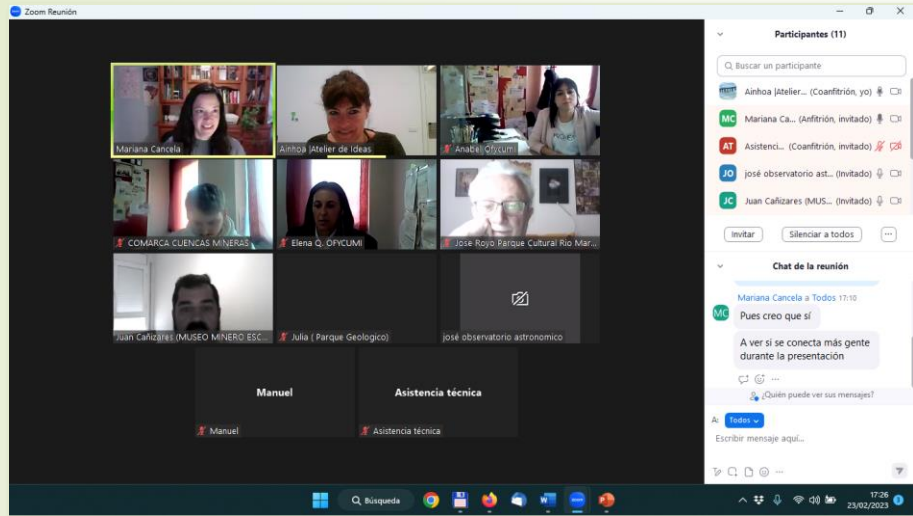 Zoom Reunión
Mariana Cancela
Ainhoa |Atelier de Ideas
Anabel Ofycumi
COMARCA CUENCAS MINERAS
Elena Q. OFYCUMI
Jose Royo Parque Cultural Rio Mar...
Juan Cañizares (MUSEO MINERO ESC...
Julia ( Parque Geologico)
josé observatorio astronomico
Manuel
Manuel
Asistencia técnica
Asistencia técnica
Participantes (11)
Buscar un participante
Ainhoa |Atelier... (Coanfitrión, yo)
MC Mariana Ca... (Anfitrión, invitado)
AT Asistenci... (Coanfitrión, invitado)
JO josé observatorio ast... (Invitado)
JC Juan Cañizares (MUS... (Invitado)
Invitar Silenciar a todos ...
Chat de la reunión
Mariana Cancela a Todos 17:10
MC Pues creo que sí
A ver si se conecta más gente
durante la presentación
¿Quién puede ver sus mensajes?
A: Todos
Escribir mensaje aquí...
Búsqueda
17:26
23/02/2023